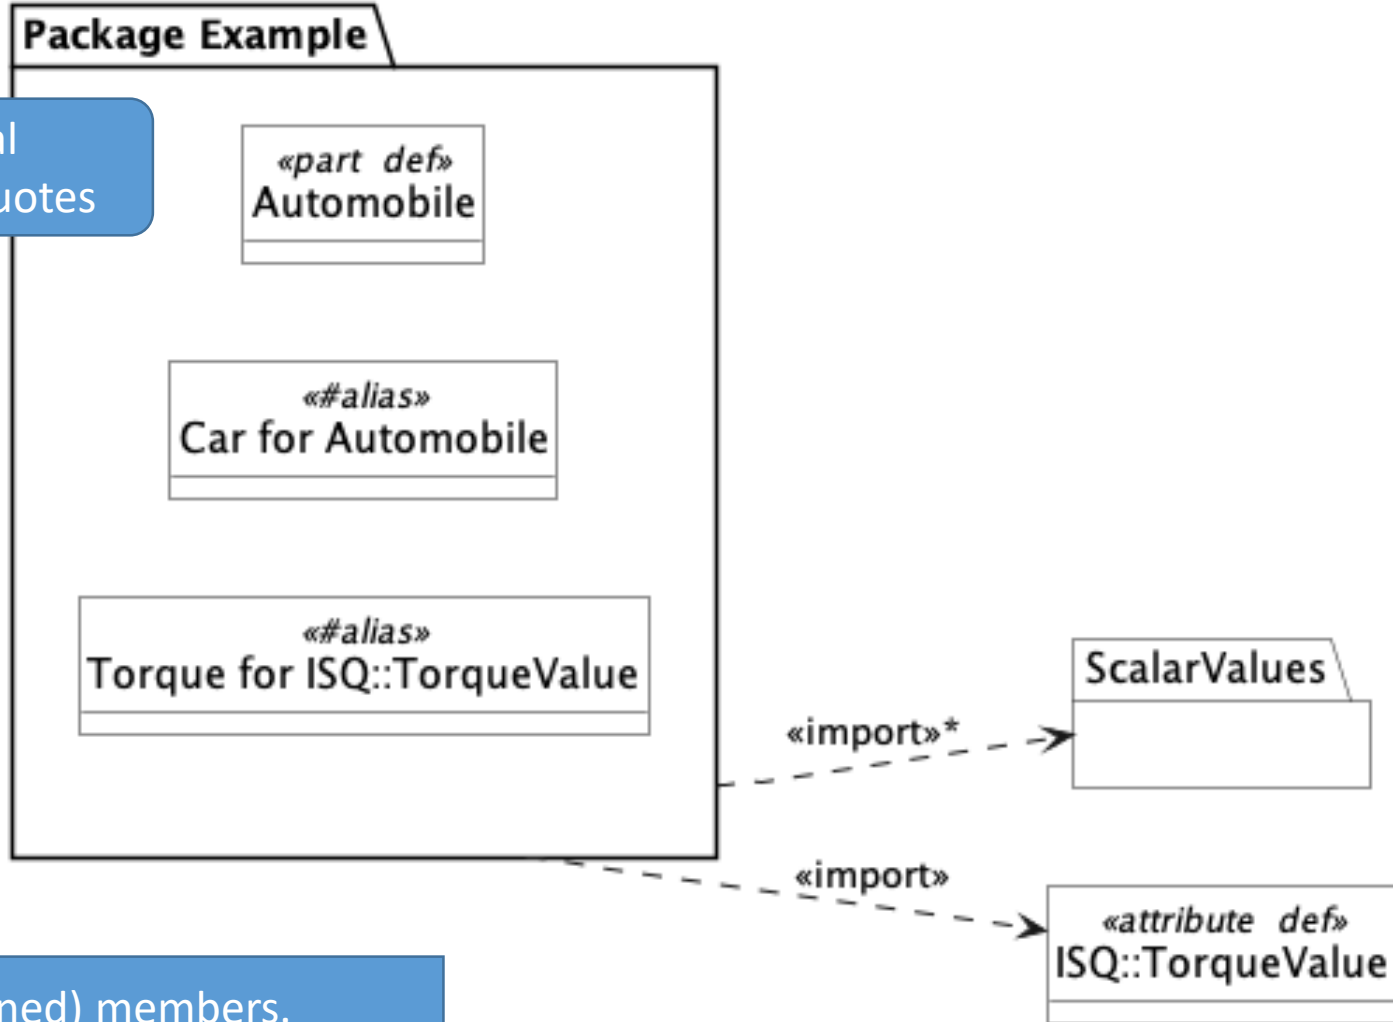 Package Example
al
uotes
«part def»
Automobile
«#alias»
Car for Automobile
«#alias»
Torque for ISQ::TorqueValue
ScalarValues
«import»*
«import»
«attribute def»
ISQ::TorqueValue
ned) members.